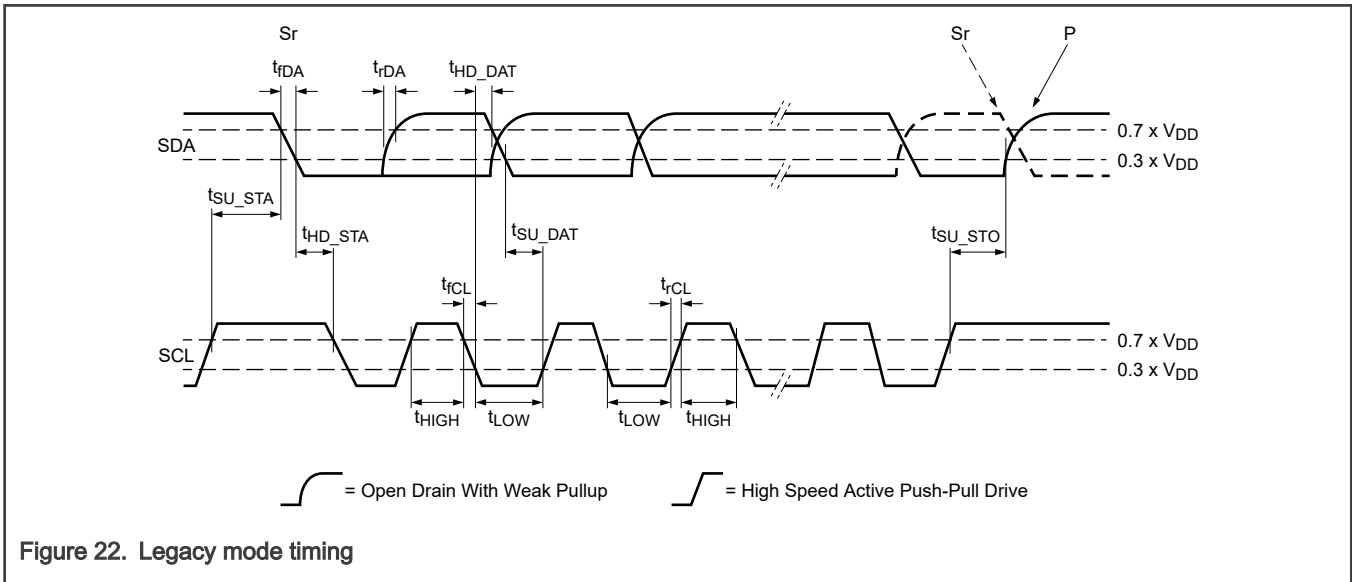 Sr
Sr
P
tfDA
trDA
tHD_DAT
0.7 x VDD
SDA
0.3 x VDD
tSU_STA
tHD_STA
tSU_DAT
tSU_STO
tfCL
trCL
0.7 x VDD
SCL
0.3 x VDD
tHIGH
tLOW
tLOW
tHIGH
= Open Drain With Weak Pullup
= High Speed Active Push-Pull Drive
Figure 22. Legacy mode timing